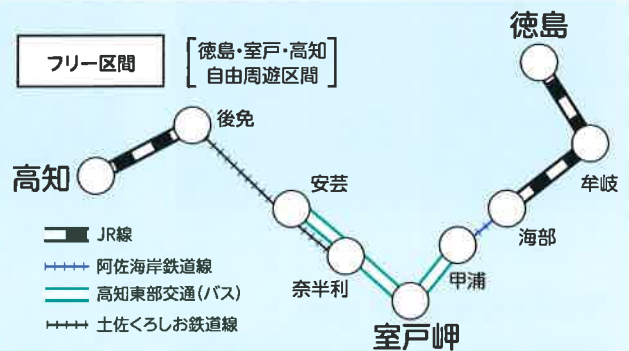 フリー区間
徳島・室戸・高知
自由周遊区間
徳島
後免
高知
安芸
牟岐
海部
奈半利
甲浦
室戸岬
JR線
阿佐海岸鉄道線
高知東部交通(バス)
土佐くろしお鉄道線